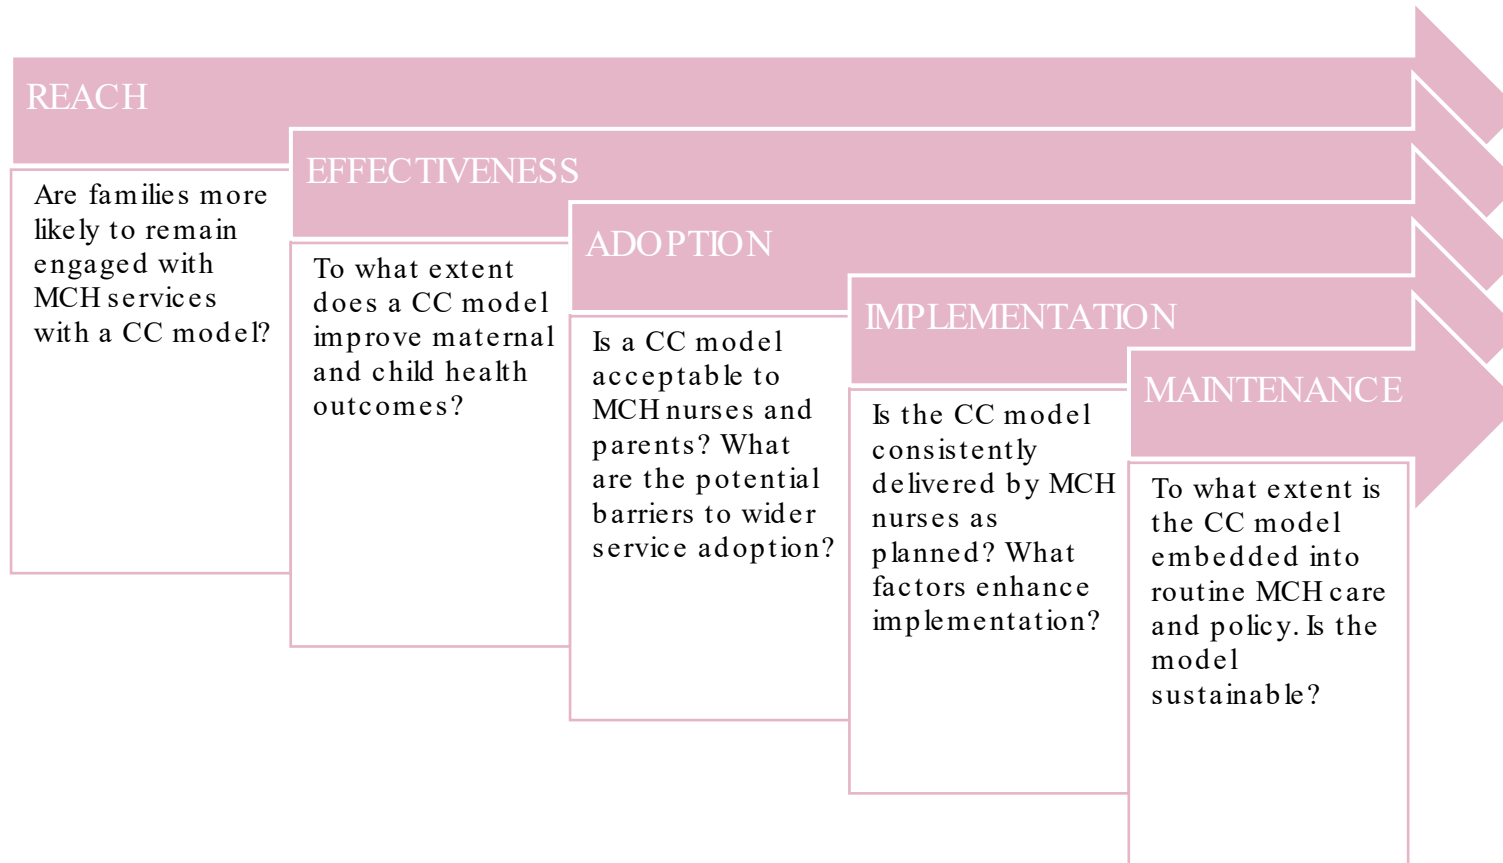 REACH
Are families more
likely to remain
engaged with
MCH services
with a CC model?
EFFECTIVENESS
To what extent
does a CC model
improve maternal
and child health
outcomes?
ADOPTION
Is a CC model
acceptable to
MCH nurses and
parents? What
are the potential
barriers to wider
service adoption?
IMPLEMENTATION
Is the CC model
consistently
delivered by MCH
nurses as
planned? What
factors enhance
implementation?
MAINTENANCE
To what extent is
the CC model
embedded into
routine MCH care
and policy. Is the
model
sustainable?